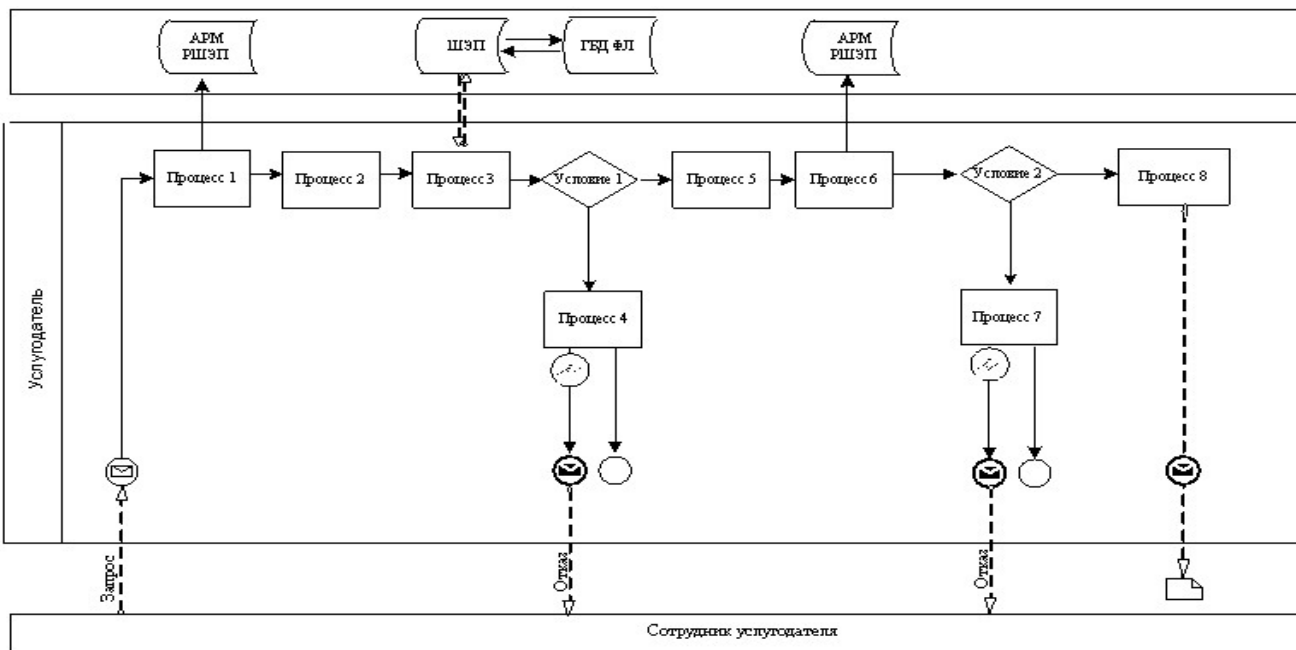 АРМ
РШЭП
ШЭП
ГБД ФЛ
АРМ
РШЭП
Процесс 1
Процесс 2
Процесс 3
Условие 1
Процесс 5
Процесс 6
Условие 2
Процесс 8
Процесс 4
Процесс 7
Услугодатель
Запрос
Отказ
Отказ
Сотрудник услугодателя